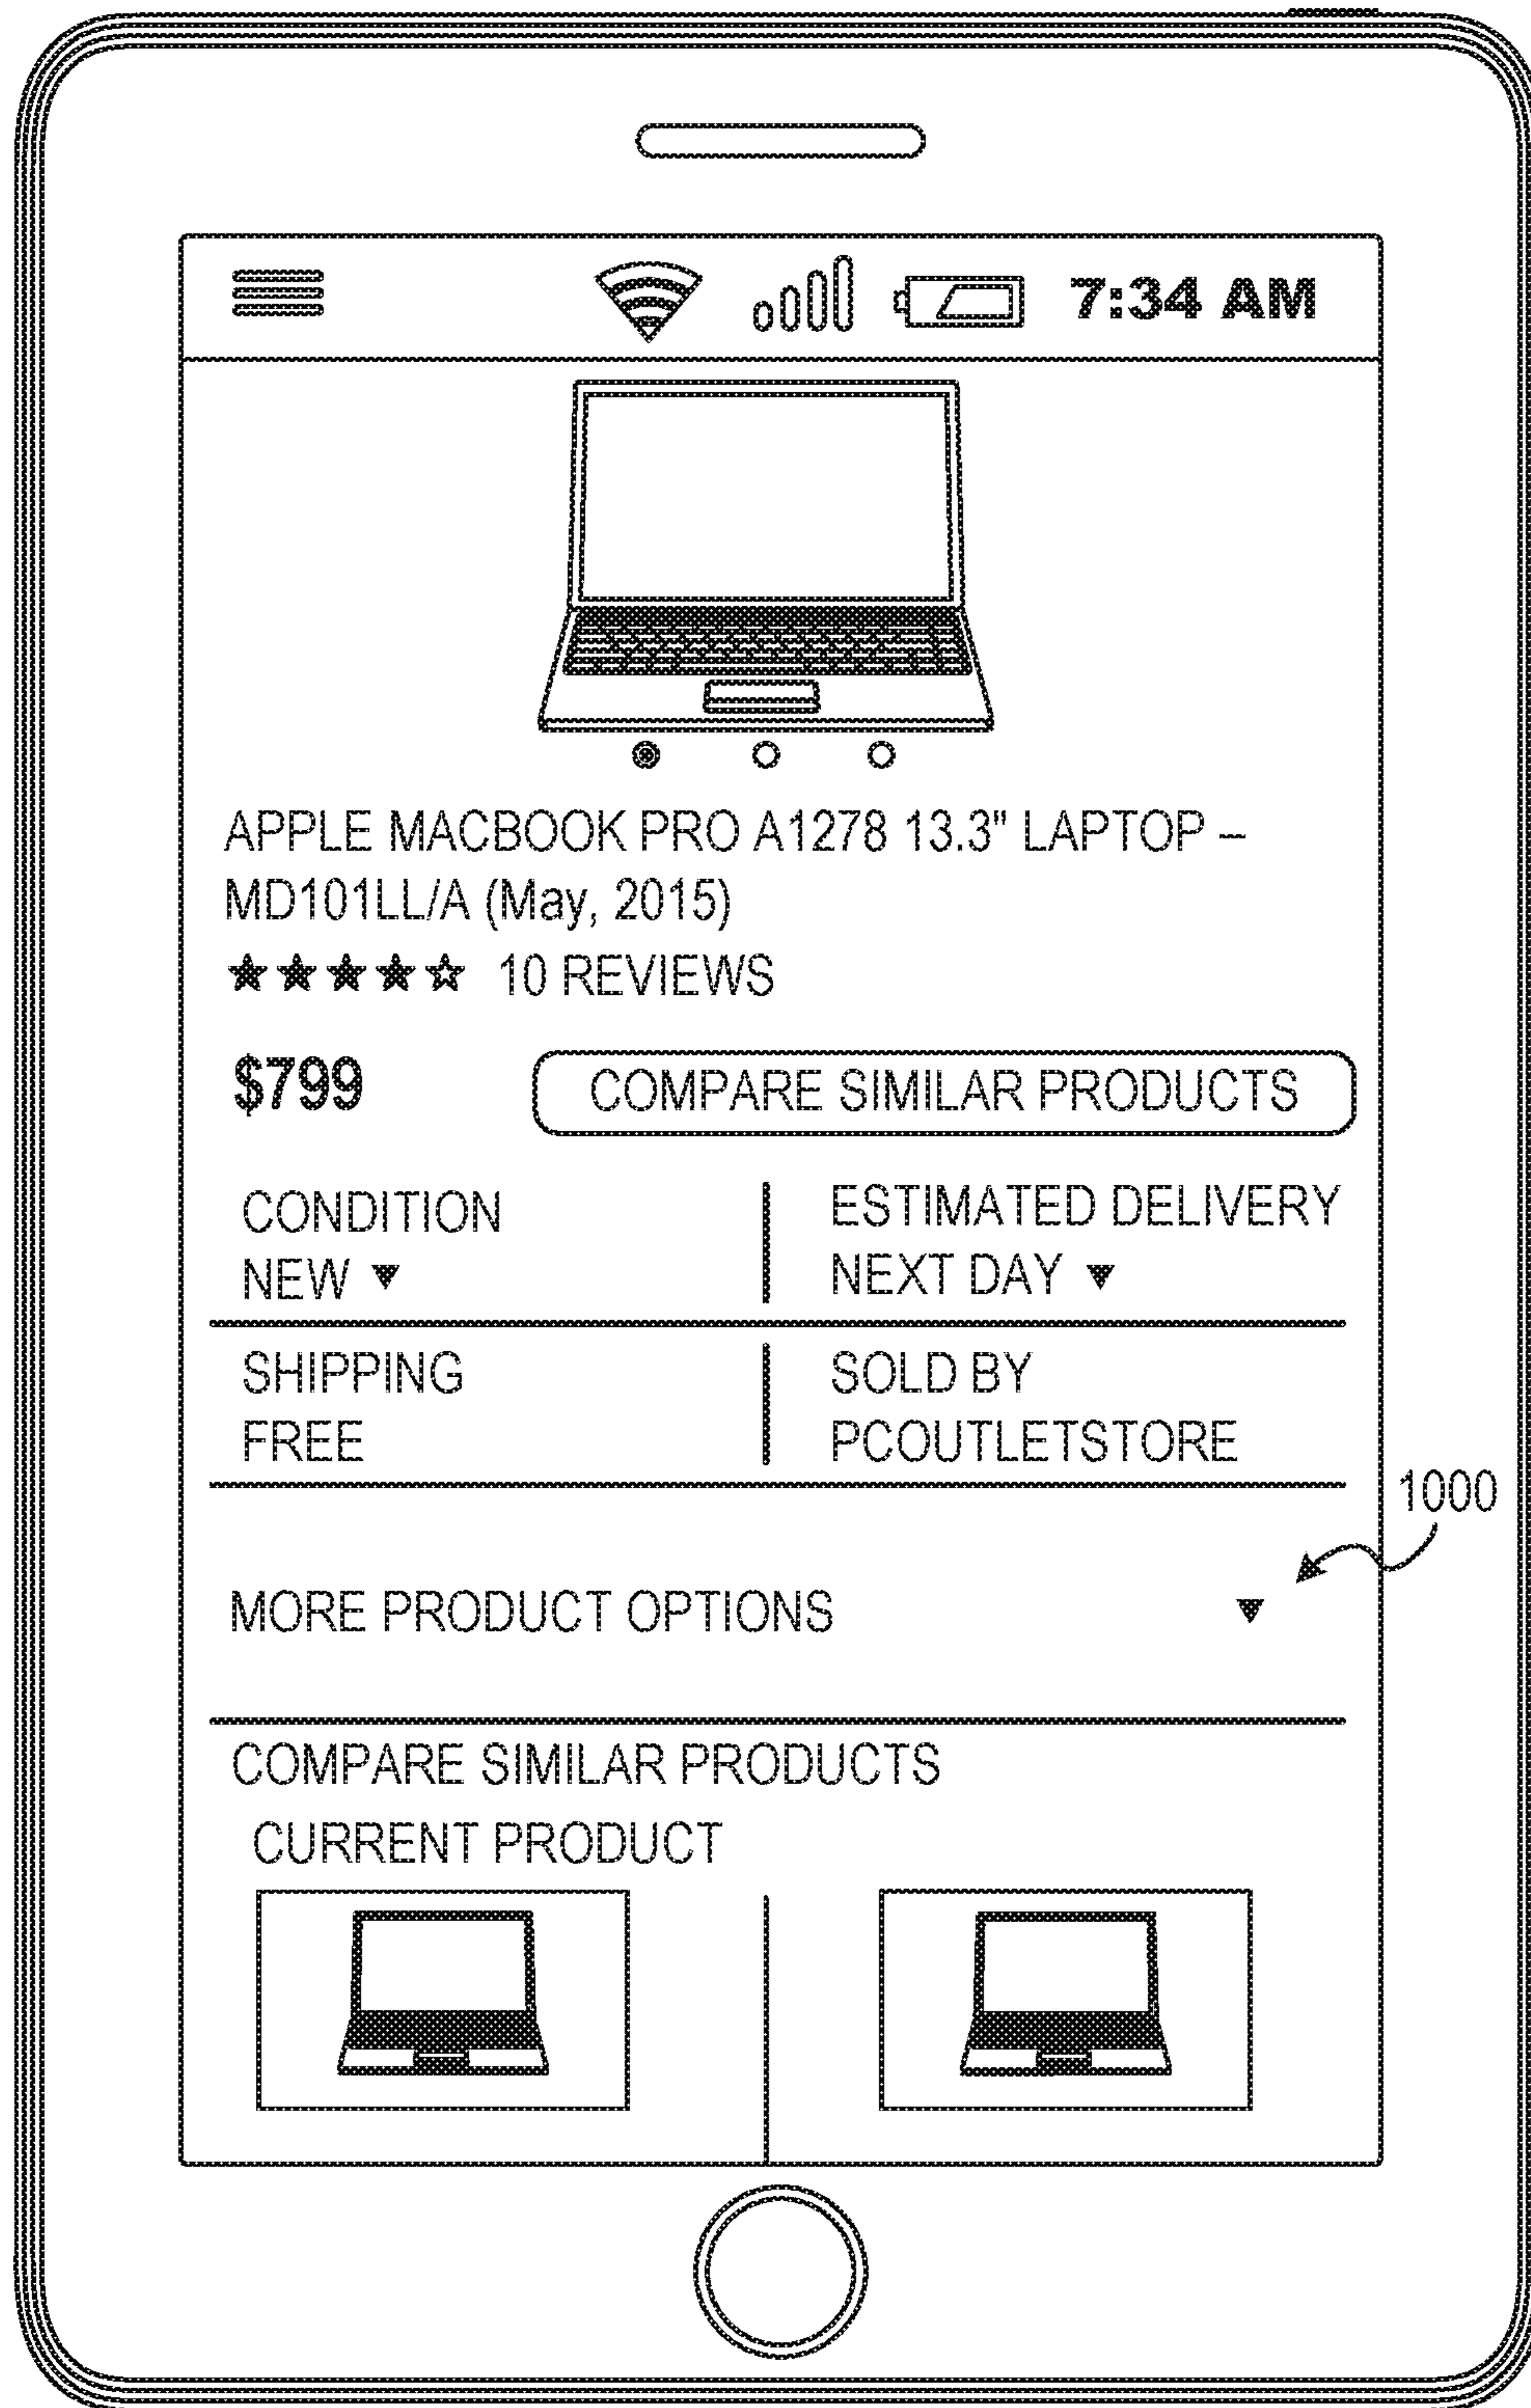 7:34 AM
APPLE MACBOOK PRO A1278 13.3" LAPTOP –
MD101LL/A (May, 2015)
10 REVIEWS
$799
COMPARE SIMILAR PRODUCTS
CONDITION
NEW
ESTIMATED DELIVERY
NEXT DAY
SHIPPING
FREE
SOLD BY
PCOUTLETSTORE
1000
MORE PRODUCT OPTIONS
COMPARE SIMILAR PRODUCTS
CURRENT PRODUCT